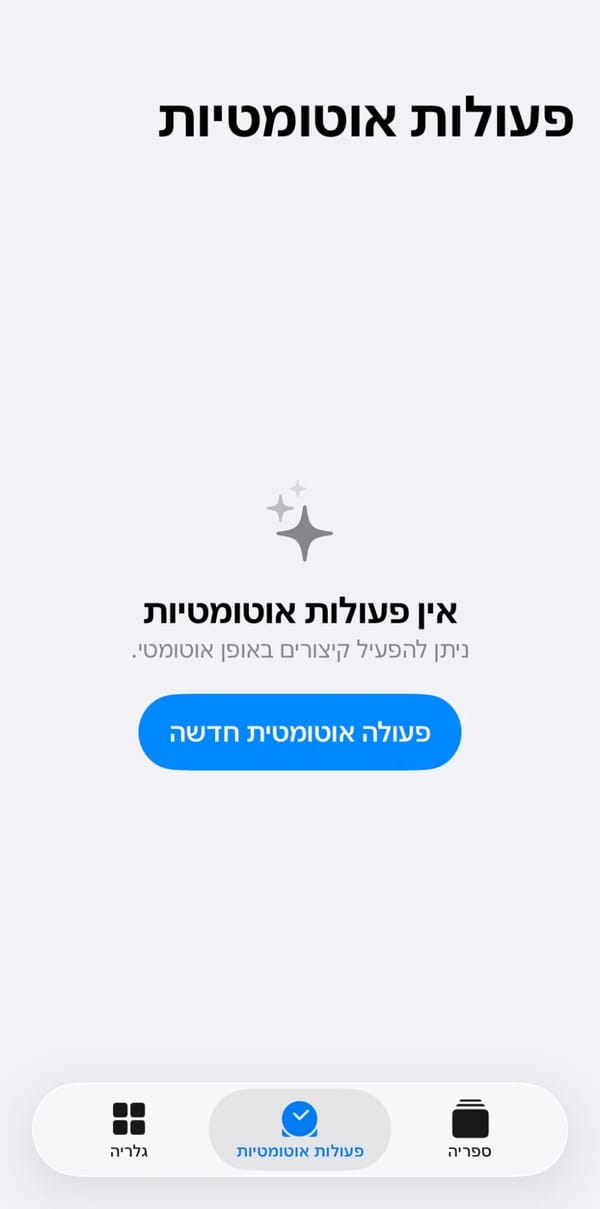 פעולות אוטומטיות
אין פעולות אוטומטיות
ניתן להפעיל קיצורים באופן אוטומטי.
פעולה אוטומטית חדשה
ספריה
פעולות אוטומטיות
גלריה